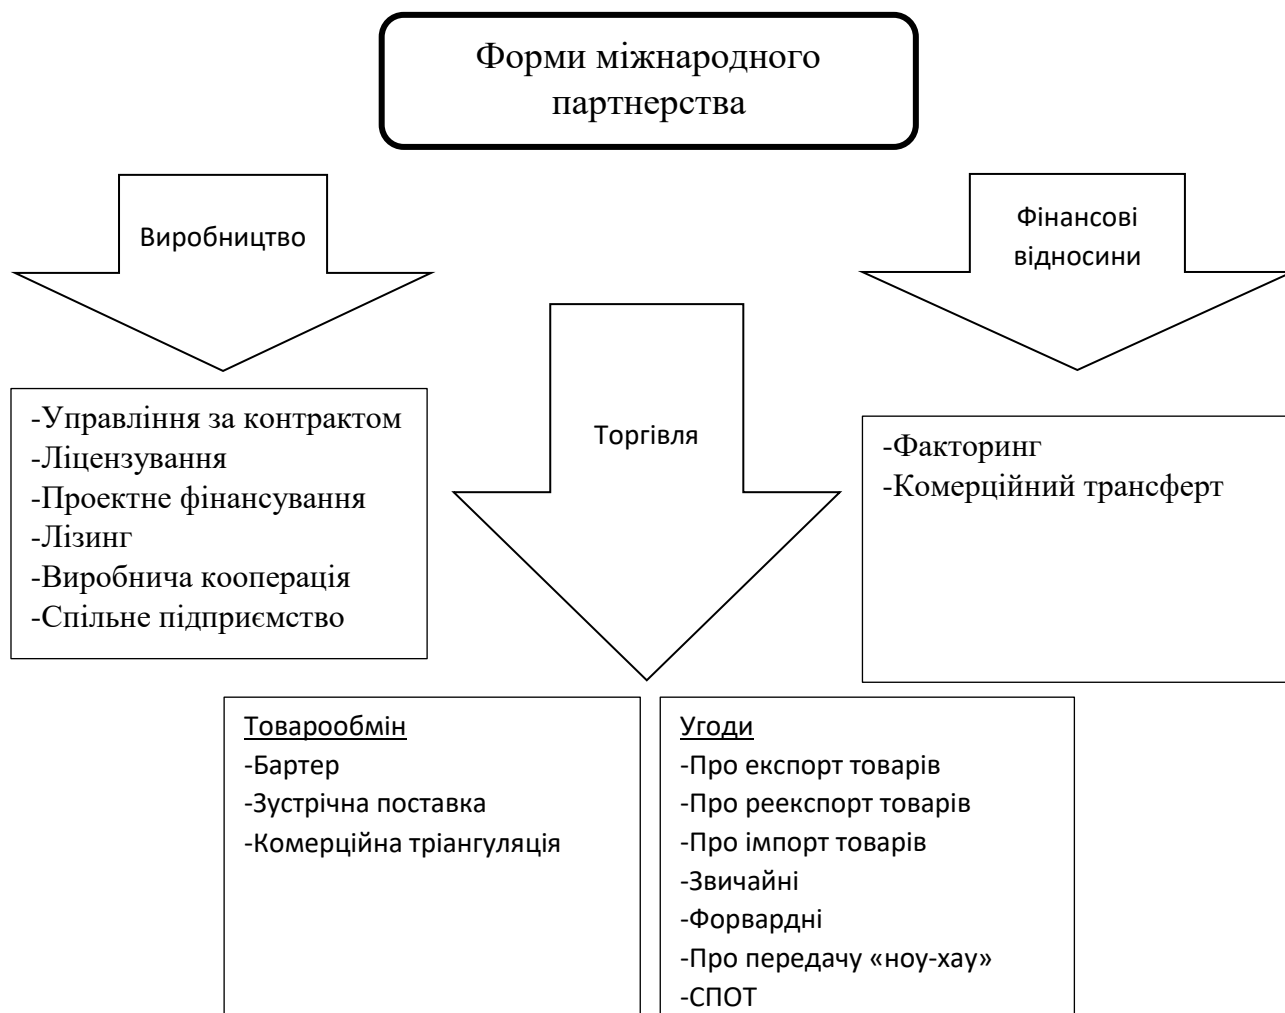 Форми міжнародного
партнерства
Виробництво
Фінансові
відносини
Торгівля
-Управління за контрактом
-Ліцензування
-Проектне фінансування
-Лізинг
-Виробнича кооперація
-Спільне підприємство
-Факторинг
-Комерційний трансферт
Товарообмін
-Бартер
-Зустрічна поставка
-Комерційна тріангуляція
Угоди
-Про експорт товарів
-Про реекспорт товарів
-Про імпорт товарів
-Звичайні
-Форвардні
-Про передачу «ноу-хау»
-СПОТ